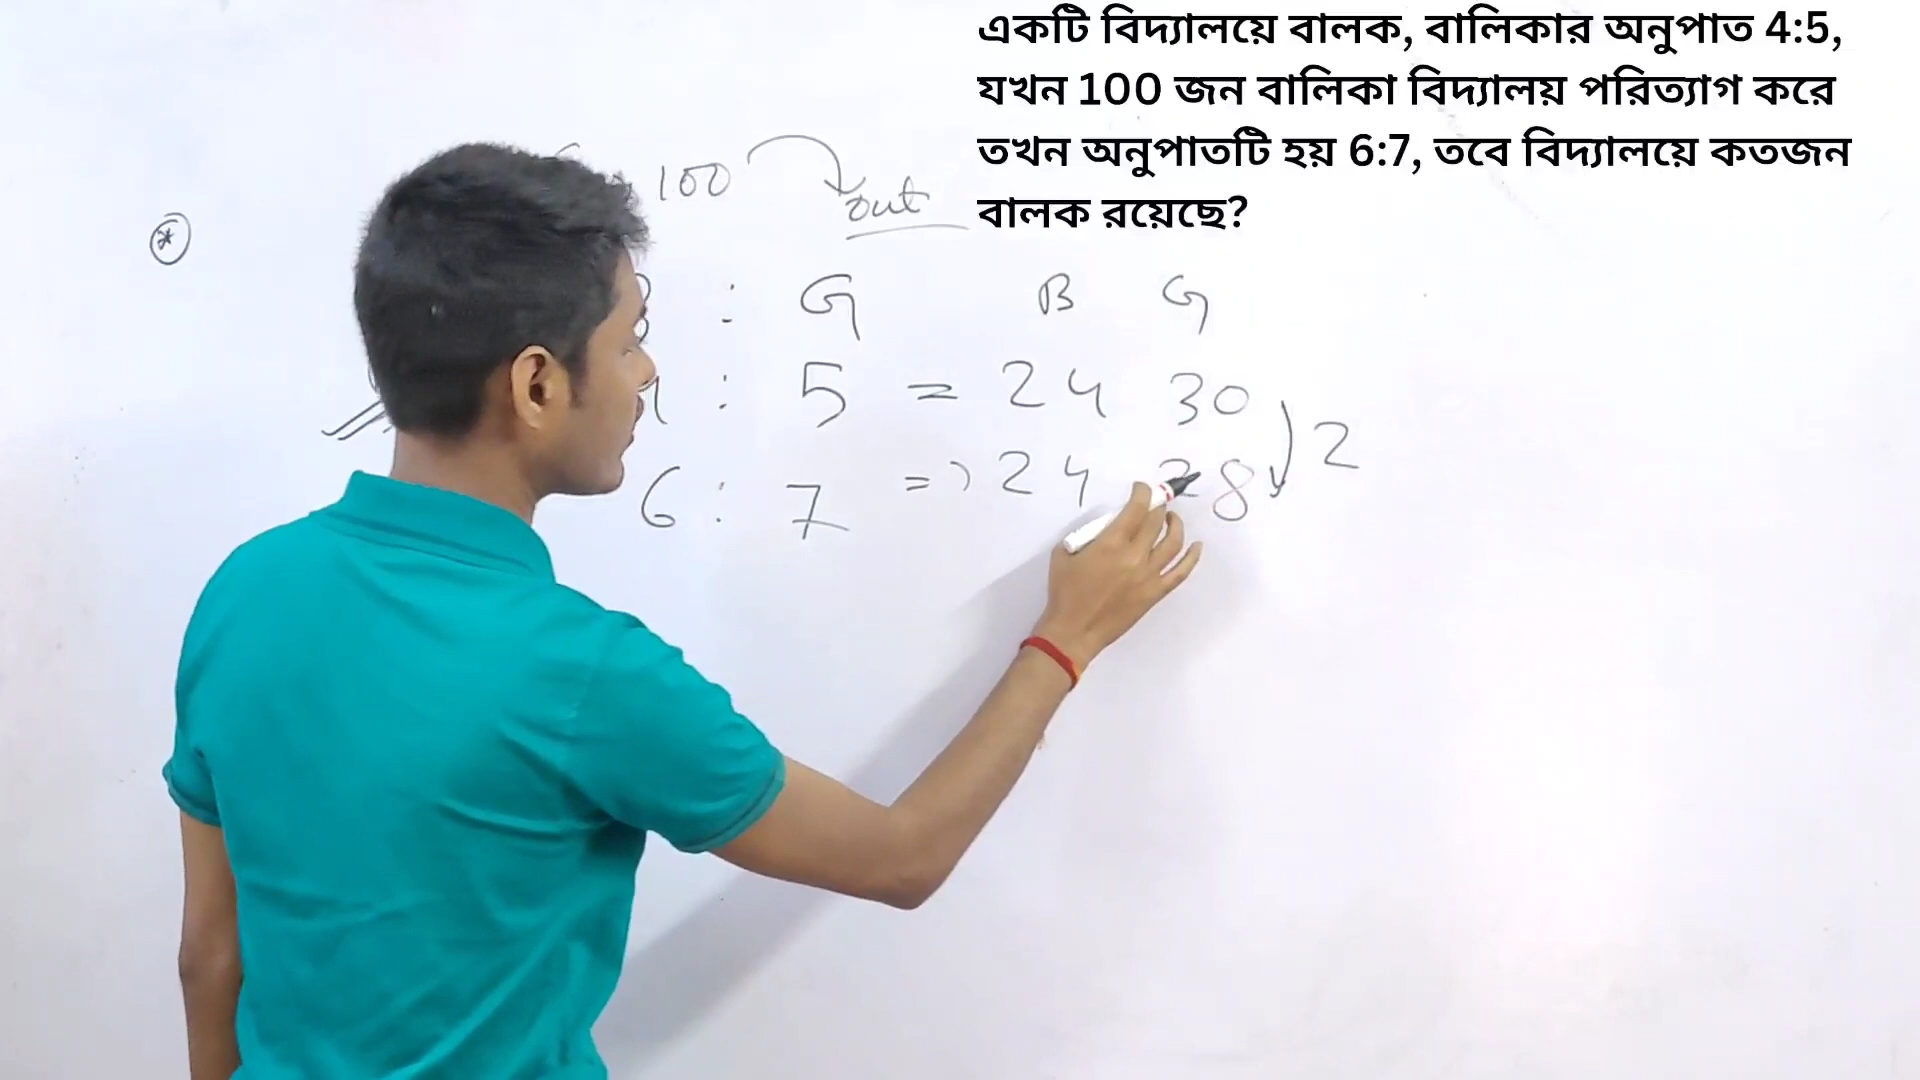 একটি বিদ্যালয়ে বালক, বালিকার অনুপাত 4:5,
যখন 100 জন বালিকা বিদ্যালয় পরিত্যাগ করে
তখন অনুপাতটি হয় 6:7, তবে বিদ্যালয়ে কতজন
বালক রয়েছে?
100 out
: G B G
: 5 = 24 30
6 : 7 => 24 28 2